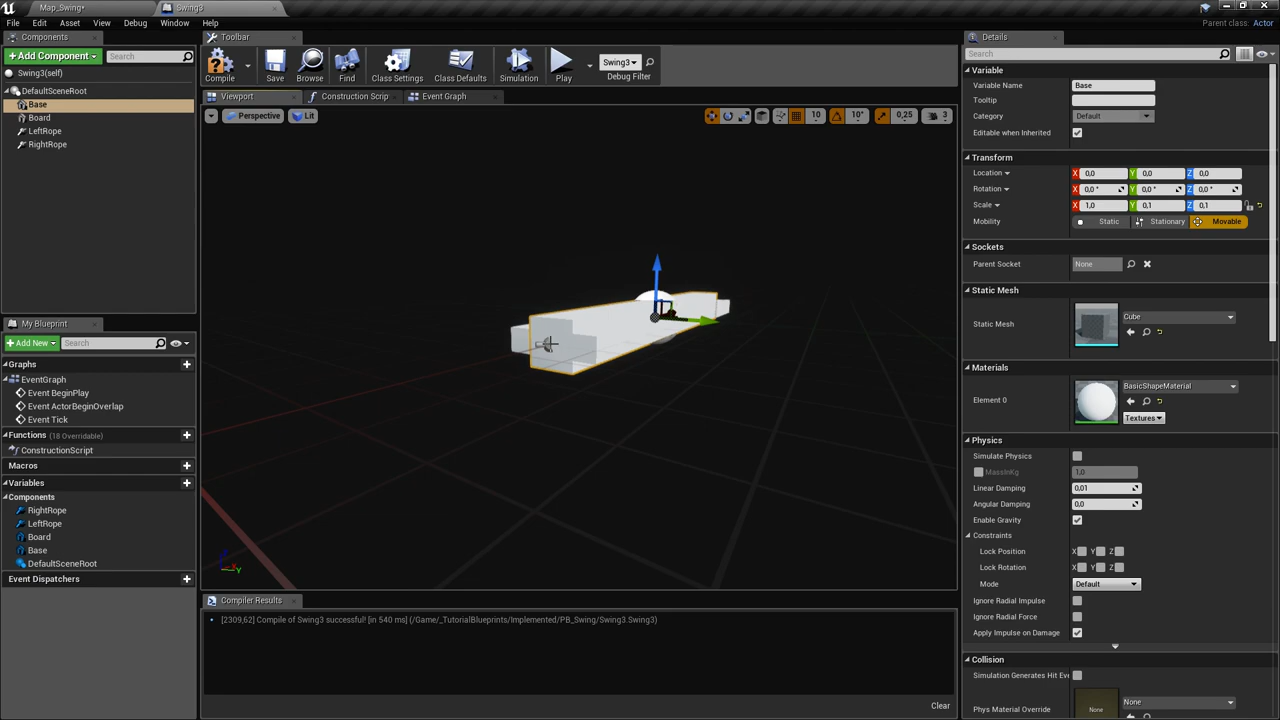 Map_Swing*
Swing3
File
Edit
Asset
View
Debug
Window
Help
Parent class:
Actor
Components
+ Add Component
Search
Swing3(self)
DefaultSceneRoot
Base
Board
LeftRope
RightRope
My Blueprint
+ Add New
Search
Graphs
EventGraph
Event BeginPlay
Event ActorBeginOverlap
Event Tick
Functions (18 Overridable)
ConstructionScript
Macros
Variables
Components
RightRope
LeftRope
Board
Base
DefaultSceneRoot
Event Dispatchers
Toolbar
Compile
Save
Browse
Find
Class Settings
Class Defaults
Simulation
Play
Swing3
Debug Filter
Viewport
Construction Scrip
Event Graph
Perspective
Lit
10
10°
0,25
3
Compiler Results
[2309,62] Compile of Swing3 successful! [in 540 ms] (/Game/_TutorialBlueprints/Implemented/PB_Swing/Swing3.Swing3)
Clear
Details
Search
Variable
Variable Name Base
Tooltip
Category Default
Editable when Inherited
Transform
Location X 0,0 Y 0,0 Z 0,0
Rotation X 0,0 ° Y 0,0 ° Z 0,0 °
Scale X 1,0 Y 0,1 Z 0,1
Mobility Static Stationary Movable
Sockets
Parent Socket None
Static Mesh
Static Mesh Cube
Materials
Element 0 BasicShapeMaterial
Textures
Physics
Simulate Physics
MassInKg 1,0
Linear Damping 0,01
Angular Damping 0,0
Enable Gravity
Constraints
Lock Position X Y Z
Lock Rotation X Y Z
Mode Default
Ignore Radial Impulse
Ignore Radial Force
Apply Impulse on Damage
Collision
Simulation Generates Hit Eve
Phys Material Override None
None